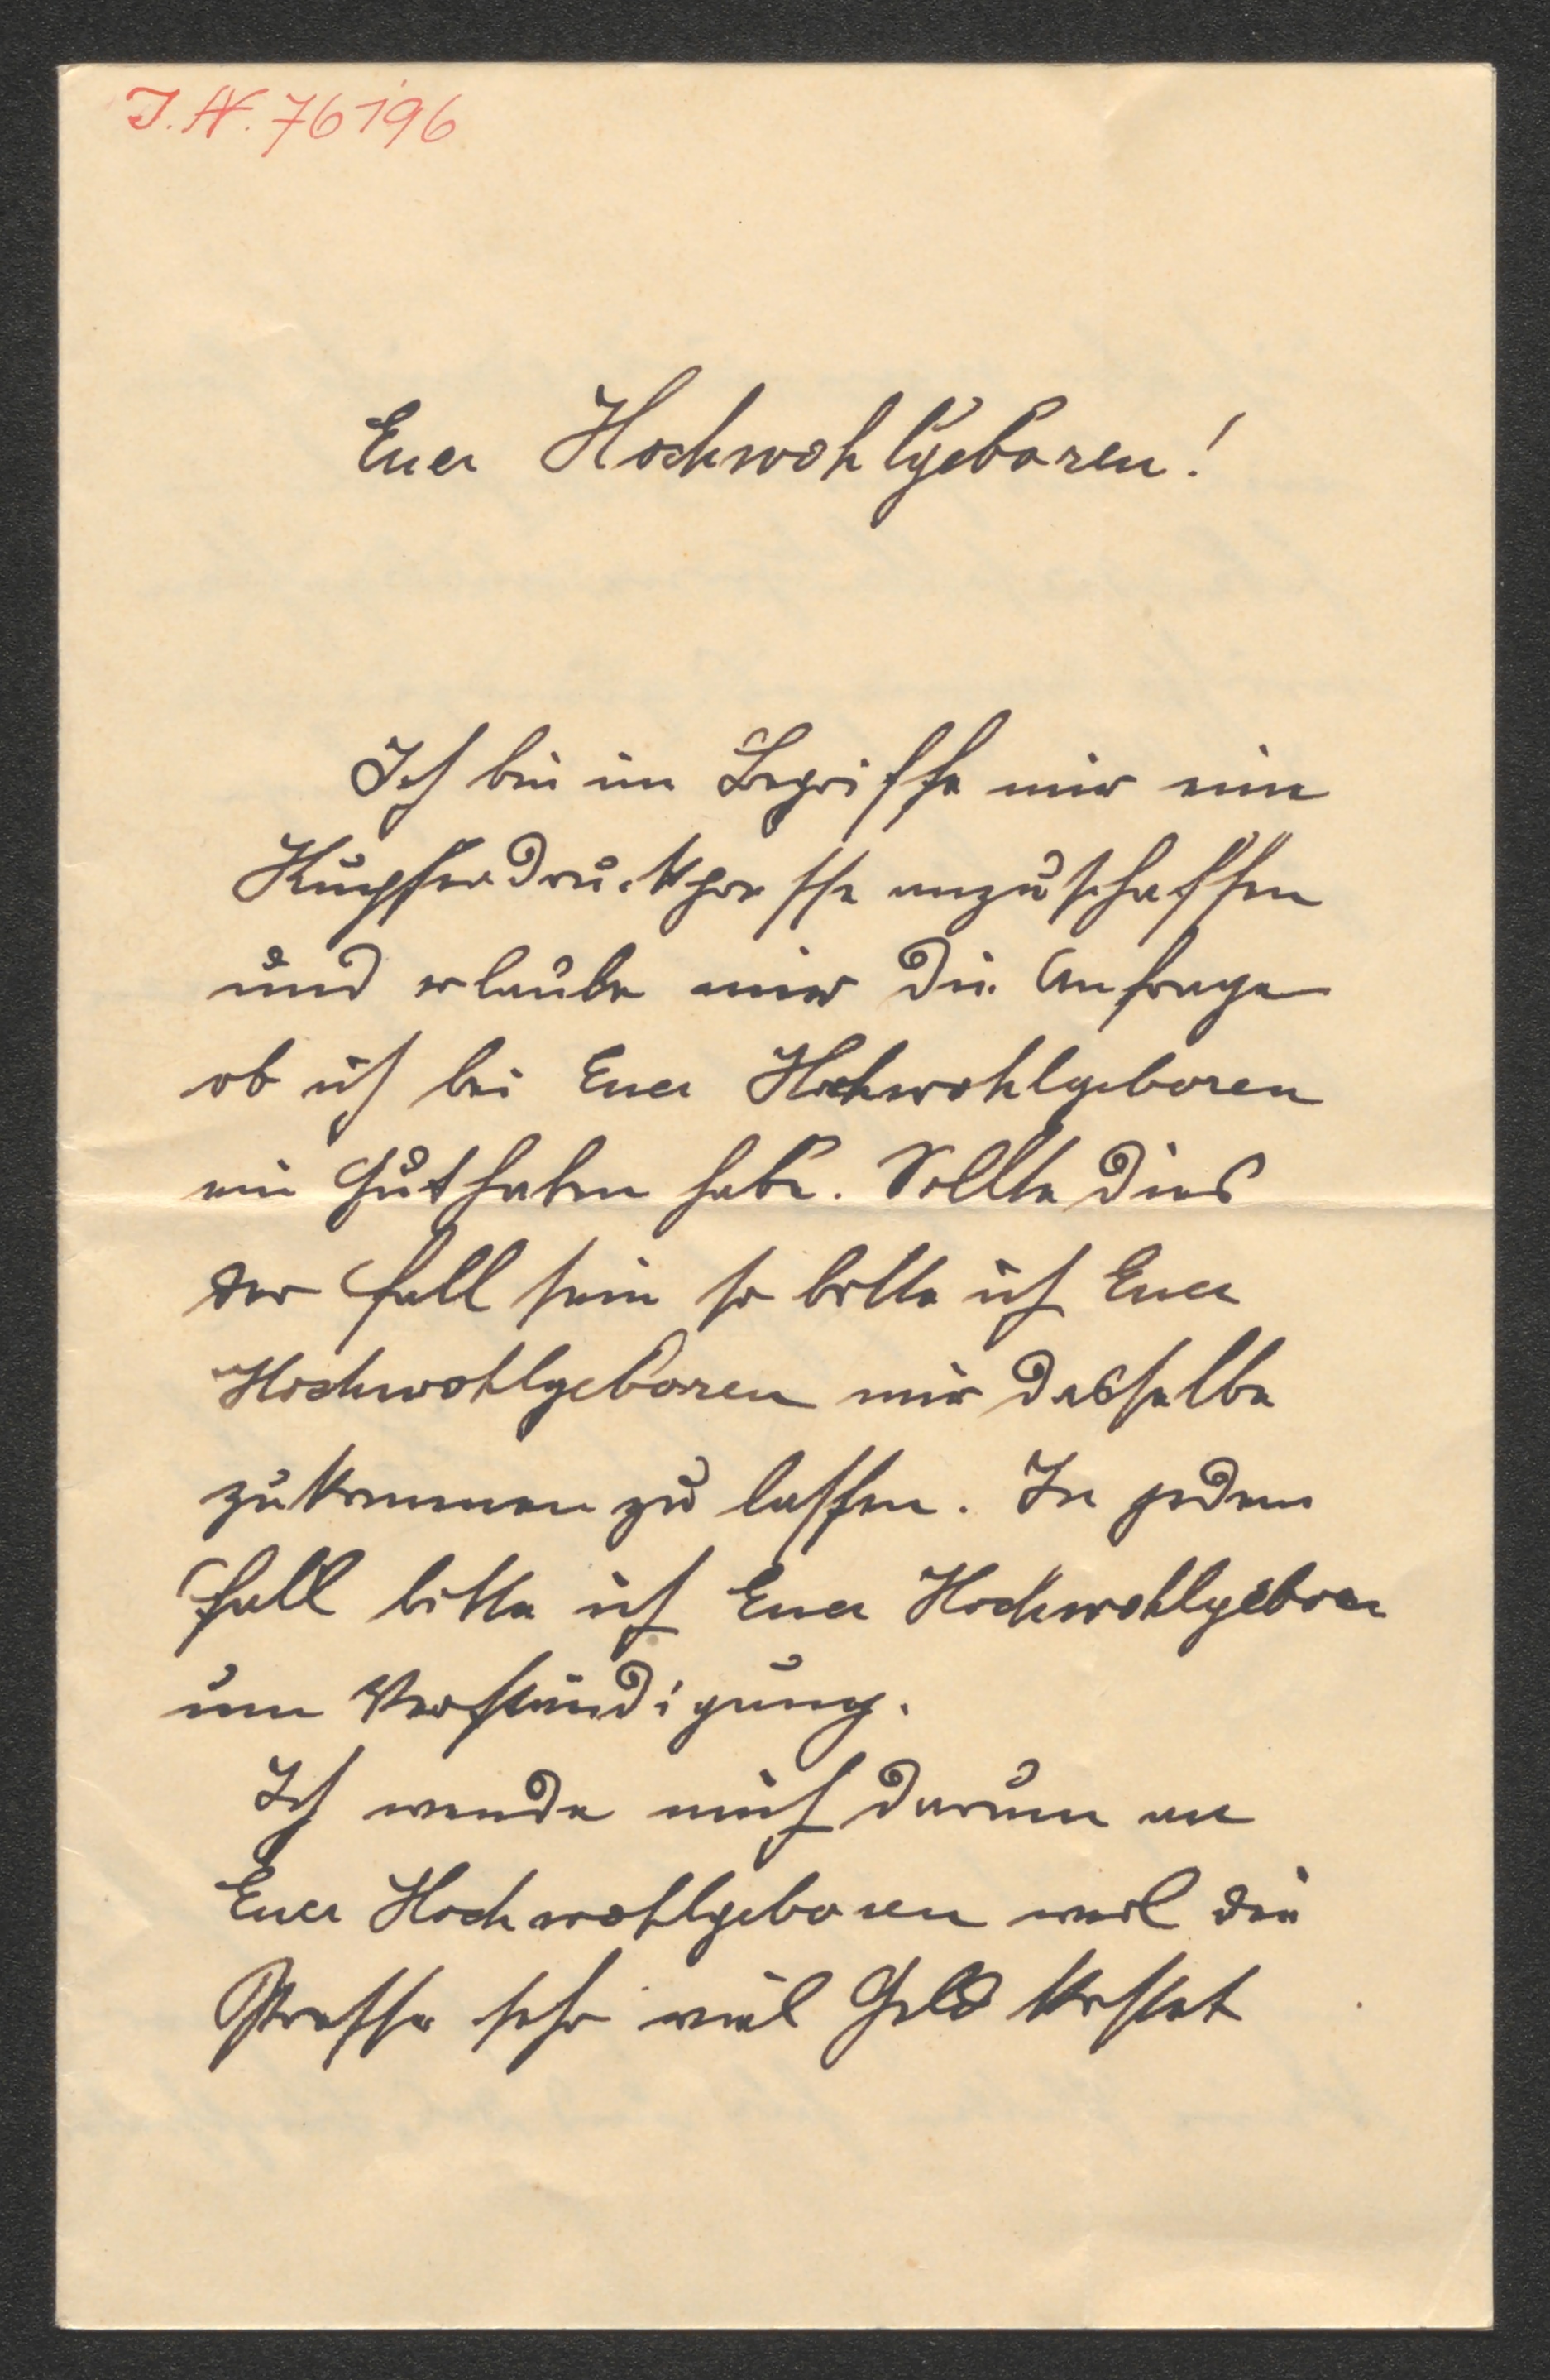 J.N. 76196
Euer Hochwohlgeboren!
Ich bin im Begriffe mir eine
Kupferdruckpresse anzuschaffen
und erlaube mir die Anfrage
ob ich bei Euer Hochwohlgeboren
ein Guthaben habe. Sollte dies
der Fall sein so bitte ich Euer
Hochwohlgeboren mir dasselbe
zukommen zu lassen. In jedem
Fall bitte ich Euer Hochwohlgeboren
um Verständigung.
Ich wende mich darum an
Euer Hochwohlgeboren weil die
Presse sehr viel Geld kostet